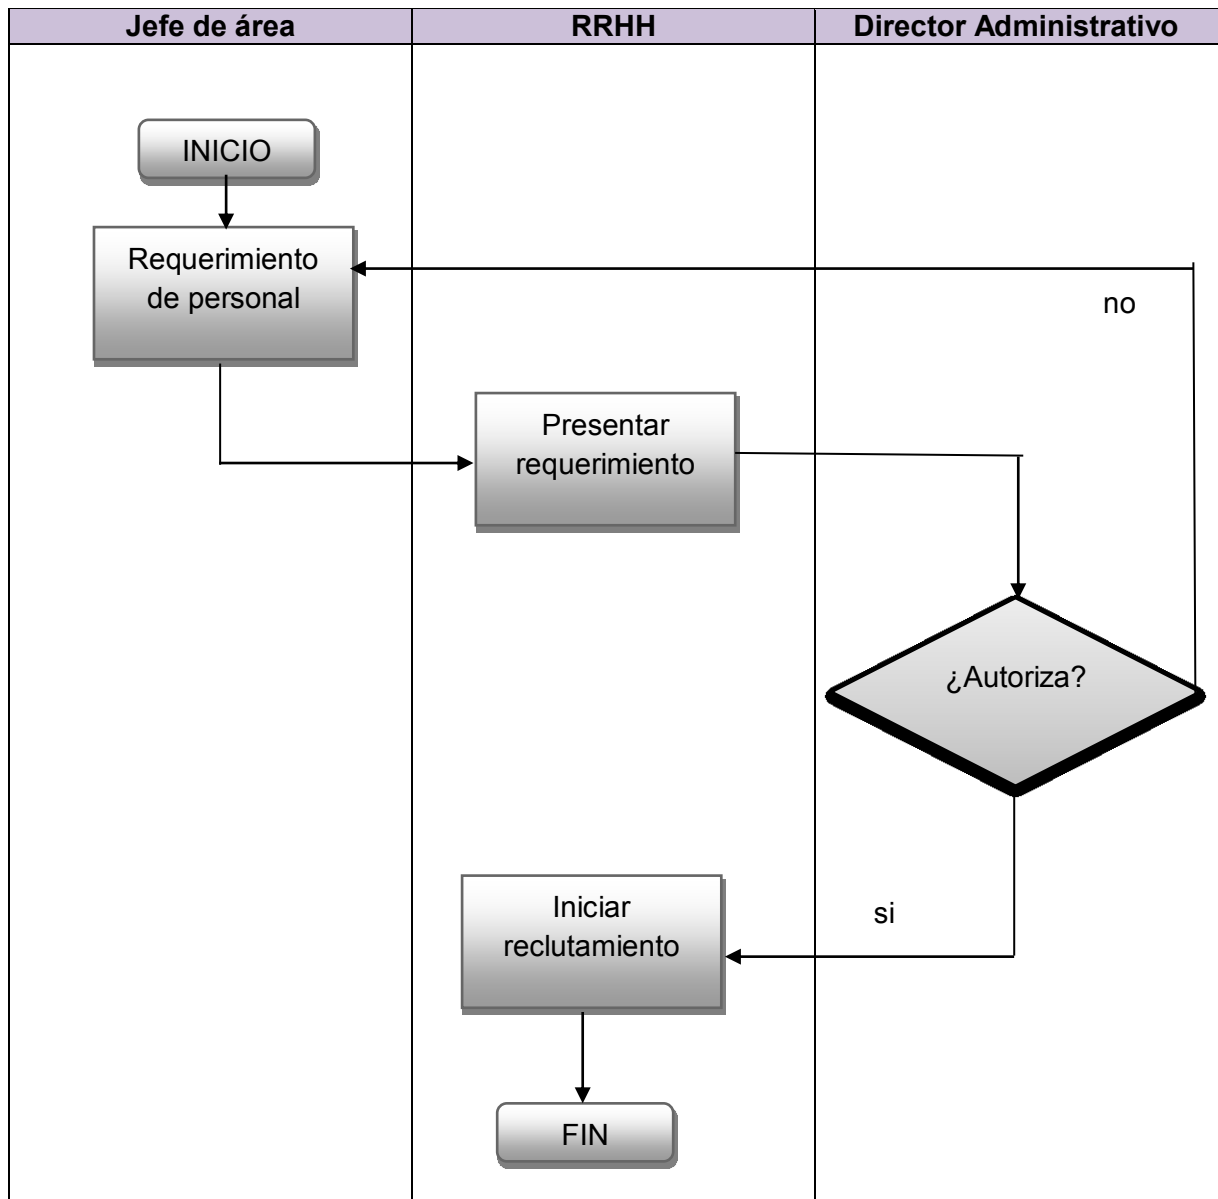 Jefe de área
RRHH
Director Administrativo
INICIO
Requerimiento
de personal
no
Presentar
requerimiento
¿Autoriza?
Iniciar
reclutamiento
si
FIN